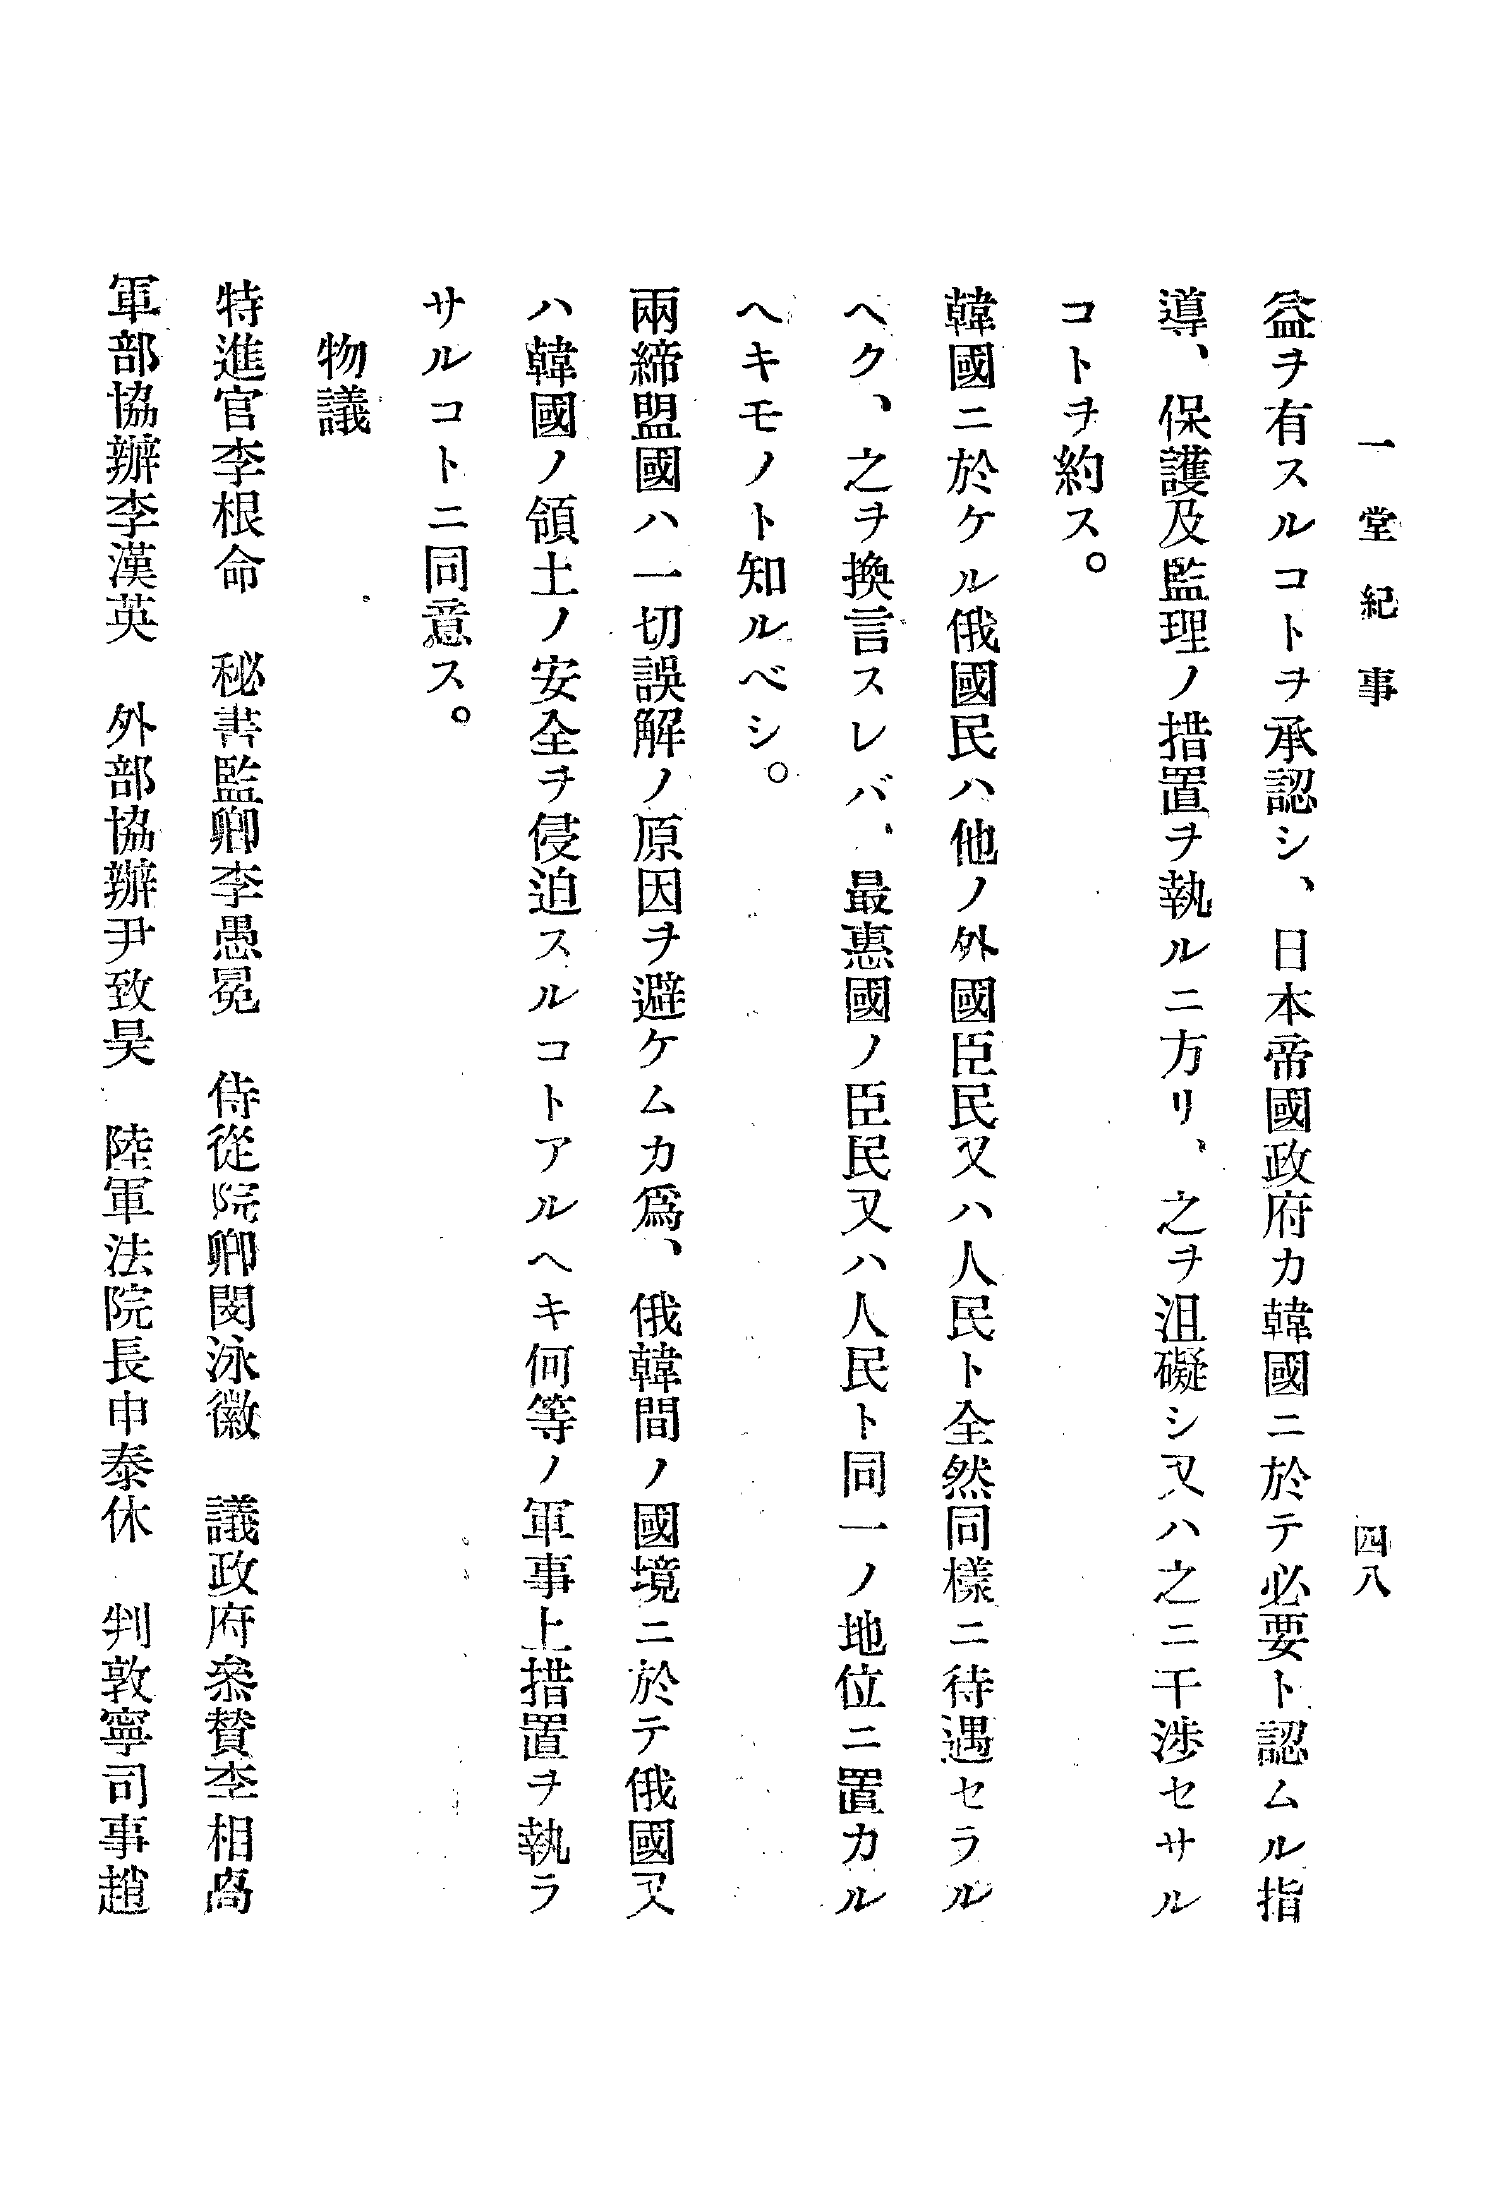 一堂紀事
四八
益ヲ有スルコトヲ承認シ、日本帝國政府カ韓國ニ於テ必要ト認ムル指
導、保護及監理ノ措置ヲ執ルニ方リ、之ヲ沮礙シ又ハ之ニ干渉セサル
コトヲ約ス。
韓國ニ於ケル俄國民ハ他ノ外國臣民又ハ人民ト全然同樣ニ待遇セラル
ヘク、之ヲ換言スレバ、最惠國ノ臣民又ハ人民ト同一ノ地位ニ置カル
ヘキモノト知ルベシ。
兩締盟國ハ一切誤解ノ原因ヲ避ケムカ爲、俄韓間ノ國境ニ於テ俄國又
ハ韓國ノ領土ノ安全ヲ侵迫スルコトアルヘキ何等ノ軍事上措置ヲ執ラ
サルコトニ同意ス。
物議
特進官李根命　秘書監卿李愚冕　侍從院卿閔泳徽　議政府參賛李相卨
軍部協辦李漢英　外部協辦尹致昊　陸軍法院長申泰休　判敦寧司事趙